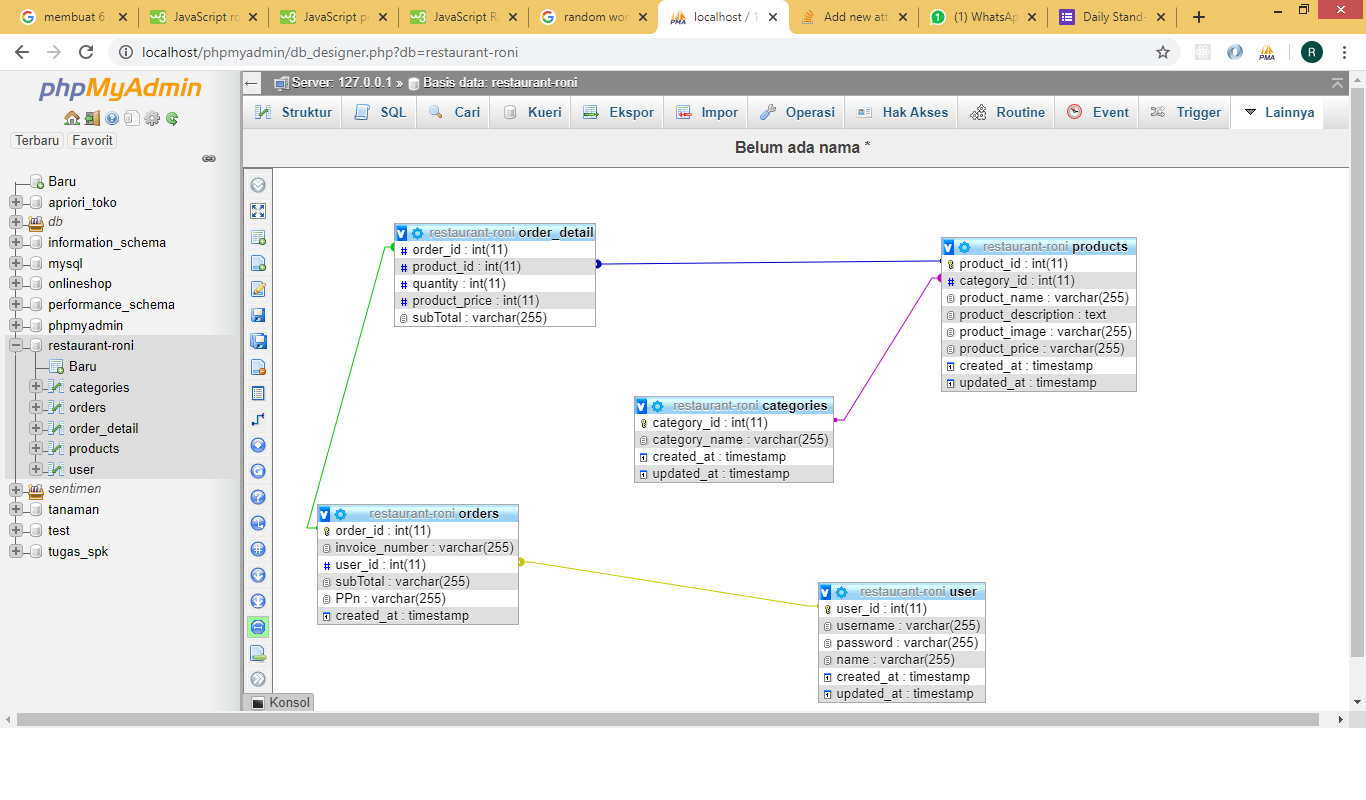 membuat 6
JavaScript ro
JavaScript po
JavaScript Ra
random wor
localhost / 1
Add new att
(1) WhatsAp
Daily Stand-
localhost/phpmyadmin/db_designer.php?db=restaurant-roni
R
PMA
phpMyAdmin
Terbaru Favorit
Baru
apriori_toko
db
information_schema
mysql
onlineshop
performance_schema
phpmyadmin
restaurant-roni
Baru
categories
orders
order_detail
products
user
sentimen
tanaman
test
tugas_spk
Server: 127.0.0.1 » Basis data: restaurant-roni
Struktur SQL Cari Kueri Ekspor Impor Operasi Hak Akses Routine Event Trigger Lainnya
Belum ada nama *
restaurant-roni order_detail
order_id : int(11)
product_id : int(11)
quantity : int(11)
product_price : int(11)
subTotal : varchar(255)
restaurant-roni products
product_id : int(11)
category_id : int(11)
product_name : varchar(255)
product_description : text
product_image : varchar(255)
product_price : varchar(255)
created_at : timestamp
updated_at : timestamp
restaurant-roni categories
category_id : int(11)
category_name : varchar(255)
created_at : timestamp
updated_at : timestamp
restaurant-roni orders
order_id : int(11)
invoice_number : varchar(255)
user_id : int(11)
subTotal : varchar(255)
PPn : varchar(255)
created_at : timestamp
restaurant-roni user
user_id : int(11)
username : varchar(255)
password : varchar(255)
name : varchar(255)
created_at : timestamp
updated_at : timestamp
Konsol